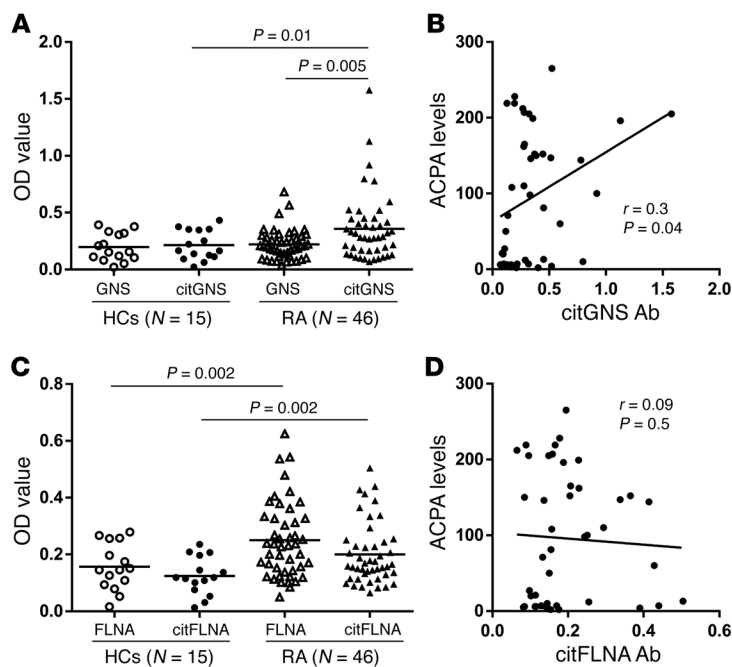 A
P = 0.01
P = 0.005
2.0
1.5
1.0
0.5
0.0
OD value
GNS citGNS GNS citGNS
HCs (N = 15) RA (N = 46)
B
300
200
100
0
ACPA levels
r = 0.3
P = 0.04
0.0 0.5 1.0 1.5 2.0
citGNS Ab
C
P = 0.002
P = 0.002
0.8
0.6
0.4
0.2
0.0
OD value
FLNA citFLNA FLNA citFLNA
HCs (N = 15) RA (N = 46)
D
300
200
100
0
ACPA levels
r = 0.09
P = 0.5
0.0 0.2 0.4 0.6
citFLNA Ab